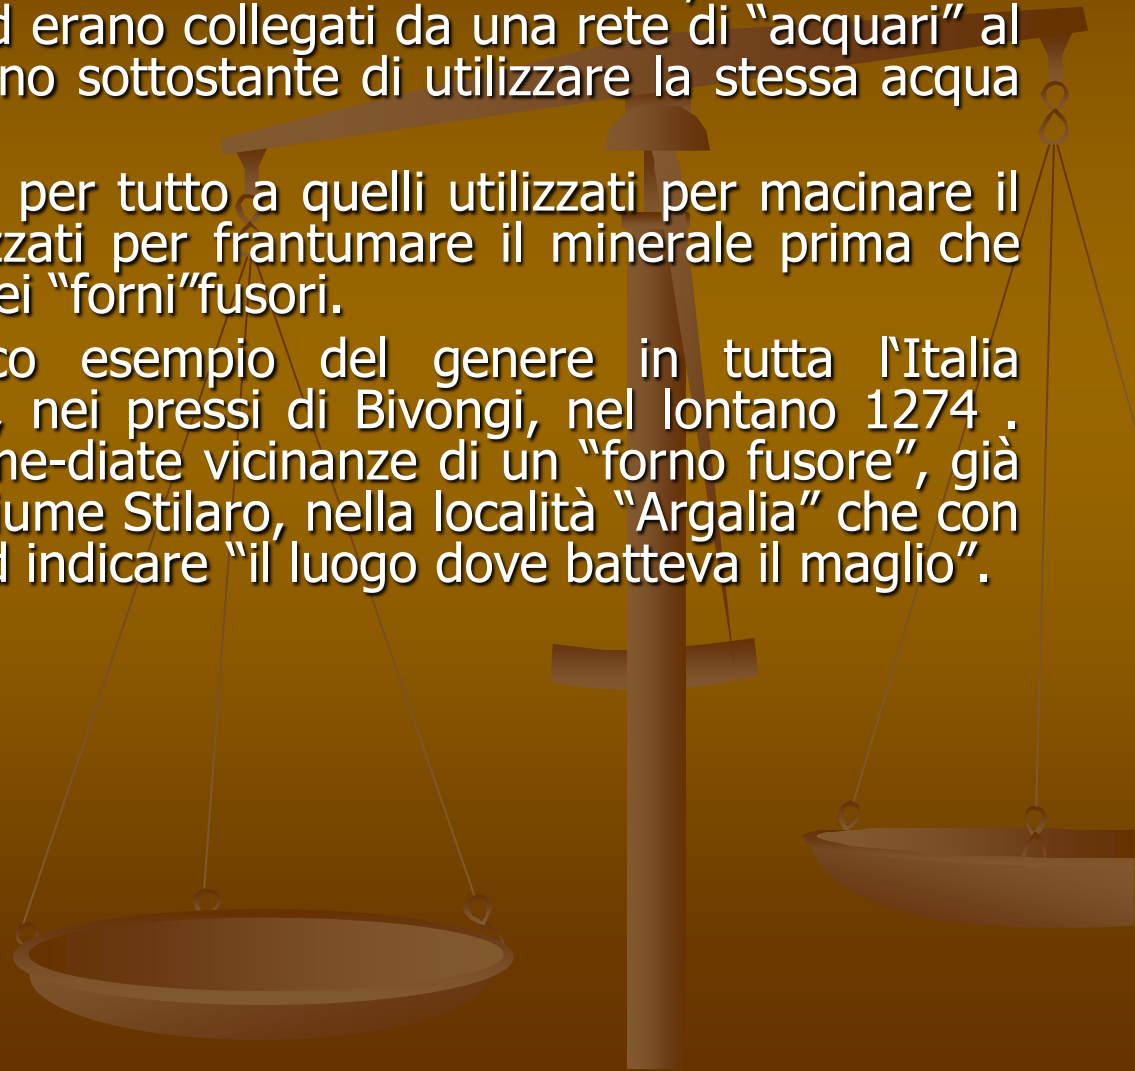 d erano collegati da una rete di “acquari” al
no sottostante di utilizzare la stessa acqua
per tutto a quelli utilizzati per macinare il
zzati per frantumare il minerale prima che
ei “forni”fusori.
co esempio del genere in tutta l‘Italia
, nei pressi di Bivongi, nel lontano 1274 .
me-diate vicinanze di un “forno fusore”, già
iume Stilaro, nella località “Argalia” che con
d indicare “il luogo dove batteva il maglio”.